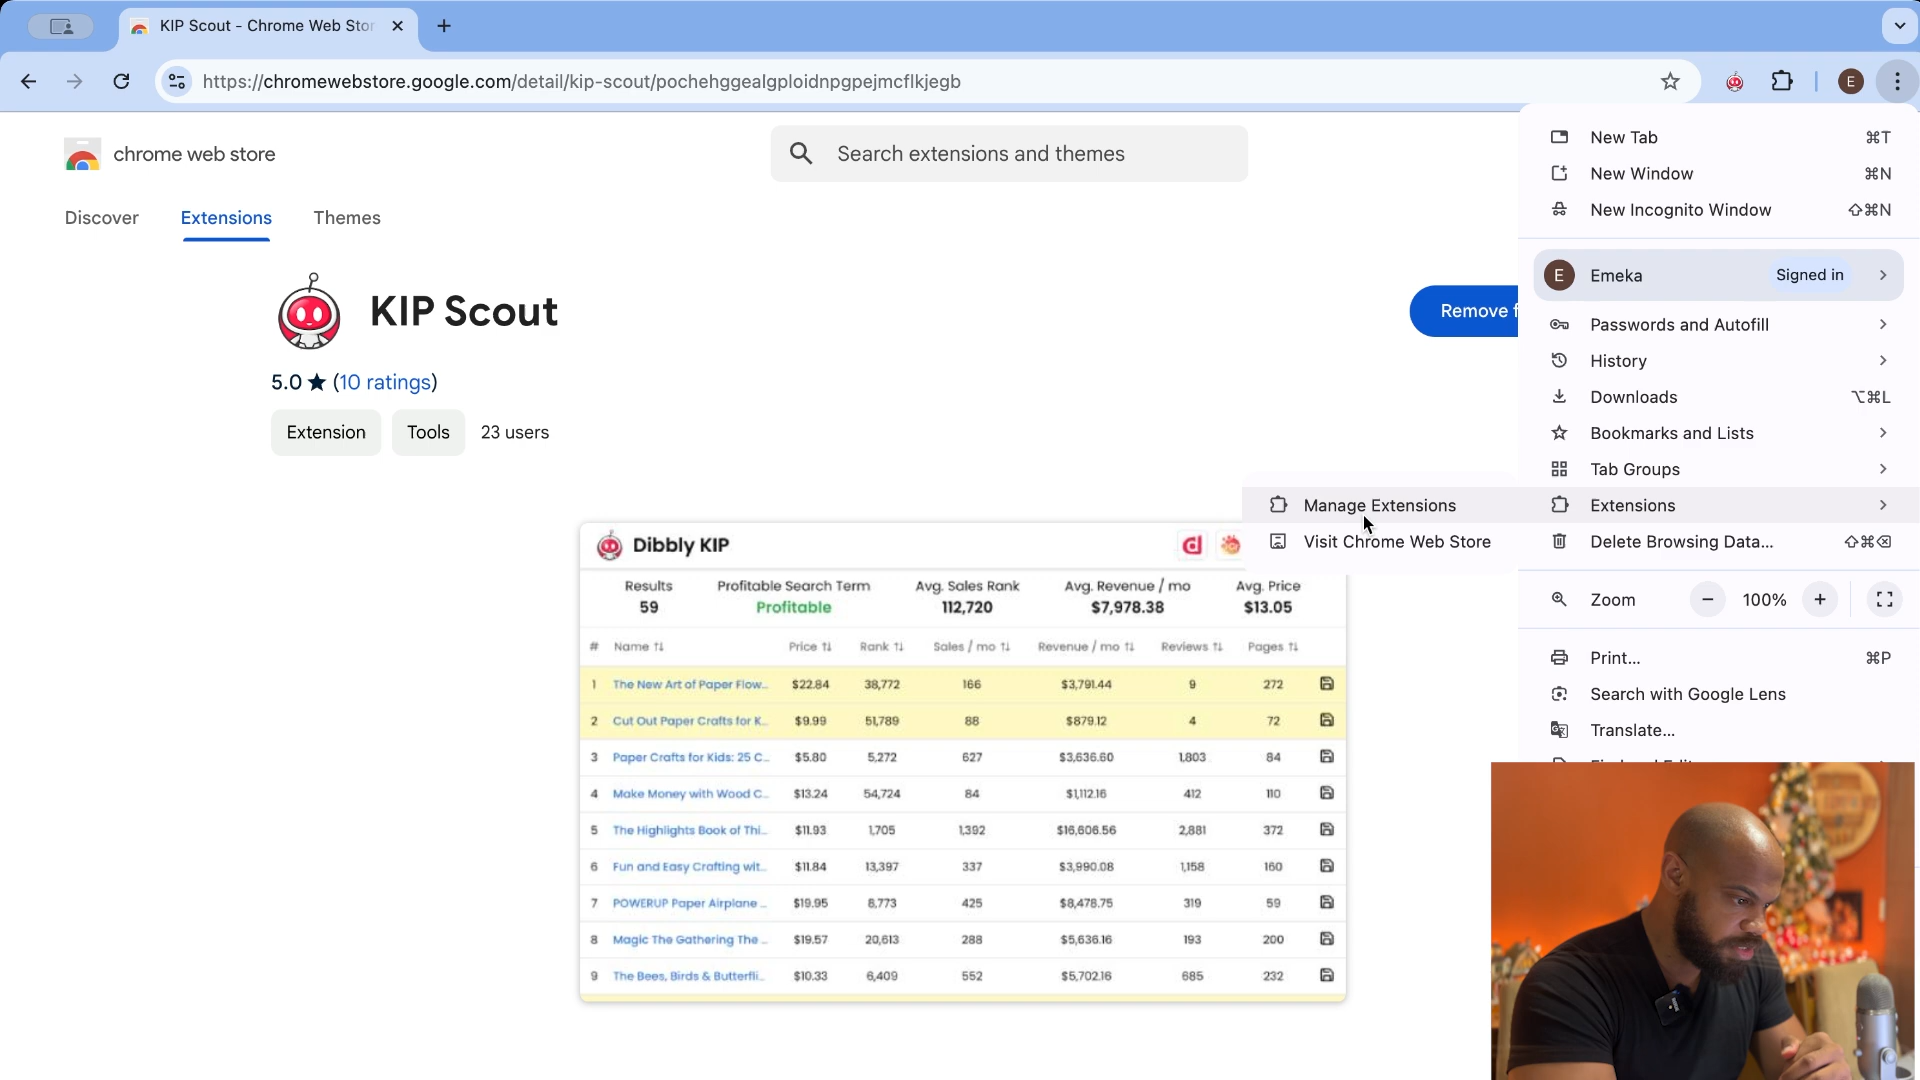 KIP Scout - Chrome Web Stor
https://chromewebstore.google.com/detail/kip-scout/pochehggealgploidnpgpejmcflkjegb
E
chrome web store
Search extensions and themes
Discover Extensions Themes
KIP Scout
Remove f
5.0 ★ (10 ratings)
Extension Tools 23 users
New Tab ⌘T
New Window ⌘N
New Incognito Window ⇧⌘N
E Emeka Signed in
Passwords and Autofill
History
Downloads ⌥⌘L
Bookmarks and Lists
Tab Groups
Extensions
Delete Browsing Data... ⇧⌘⌫
Zoom − 100% +
Print... ⌘P
Search with Google Lens
Translate...
Manage Extensions
Visit Chrome Web Store
Dibbly KIP d
Results Profitable Search Term Avg. Sales Rank Avg. Revenue / mo Avg. Price
59 Profitable 112,720 $7,978.38 $13.05
# Name Price Rank Sales / mo Revenue / mo Reviews Pages
1 The New Art of Paper Flow... $22.84 38,772 166 $3,791.44 9 272
2 Cut Out Paper Crafts for K... $9.99 51,789 88 $879.12 4 72
3 Paper Crafts for Kids: 25 C... $5.80 5,272 627 $3,636.60 1,803 84
4 Make Money with Wood C... $13.24 54,724 84 $1,112.16 412 110
5 The Highlights Book of Thi... $11.93 1,705 1,392 $16,606.56 2,881 372
6 Fun and Easy Crafting wit... $11.84 13,397 337 $3,990.08 1,158 160
7 POWERUP Paper Airplane ... $19.95 8,773 425 $8,478.75 319 59
8 Magic The Gathering The ... $19.57 20,613 288 $5,636.16 193 200
9 The Bees, Birds & Butterfli... $10.33 6,409 552 $5,702.16 685 232